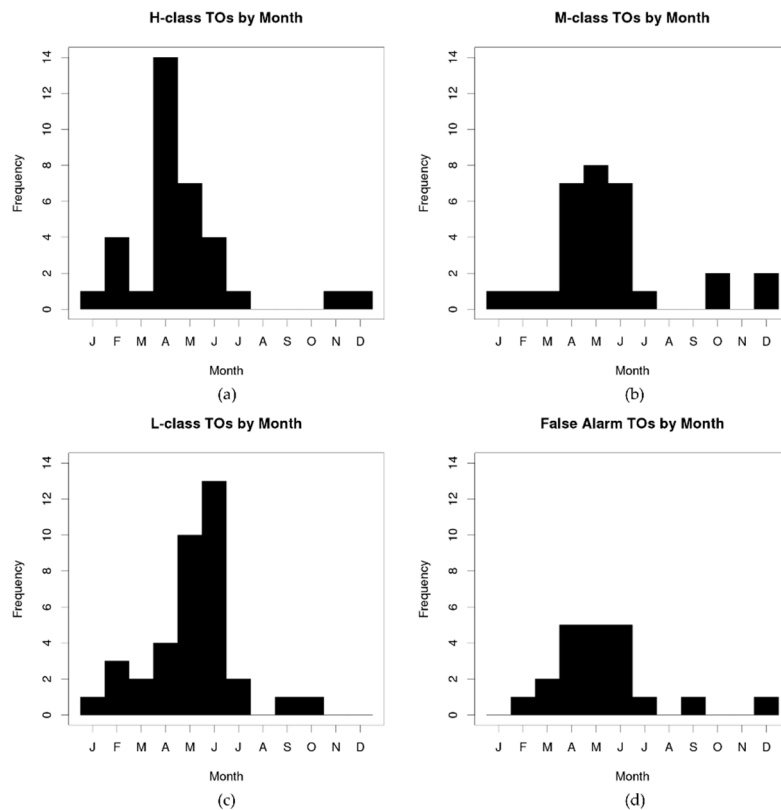 H-class TOs by Month
Frequency
14
12
10
8
6
4
2
0
J F M A M J J A S O N D
Month
(a)
M-class TOs by Month
Frequency
14
12
10
8
6
4
2
0
J F M A M J J A S O N D
Month
(b)
L-class TOs by Month
Frequency
14
12
10
8
6
4
2
0
J F M A M J J A S O N D
Month
(c)
False Alarm TOs by Month
Frequency
14
12
10
8
6
4
2
0
J F M A M J J A S O N D
Month
(d)